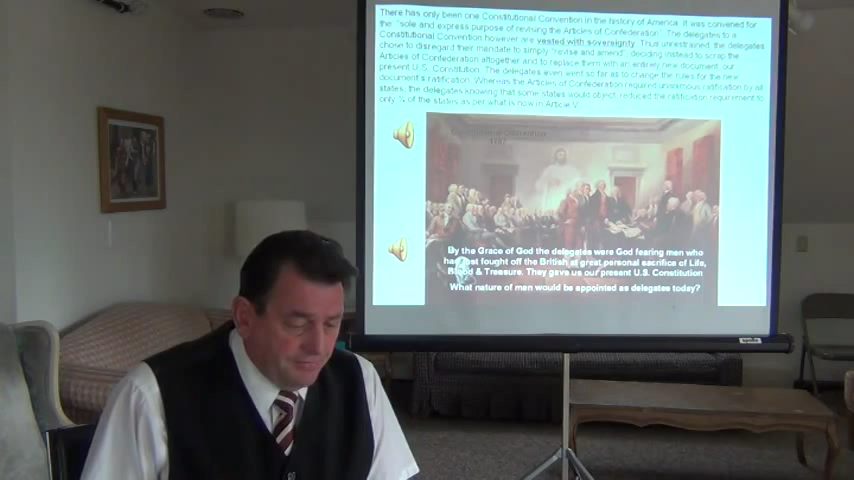 There has only been one Constitutional Convention in the history of America. It was convened for
the "sole and express purpose of revising the Articles of Confederation". The delegates to a
Constitutional Convention however are vested with sovereignty. Thus unrestrained, the delegates
chose to disregard their mandate to simply "revise and amend", deciding instead to scrap the
Articles of Confederation altogether and to replace them with an entirely new document, our
present U.S. Constitution. The delegates even went so far as to change the rules for the new
document's ratification. Whereas the Articles of Confederation required unanimous ratification by all
states, the delegates knowing that some states would object, reduced the ratification requirement to
only ¾ of the states as per what is now in Article V.
Constitutional Convention
1787
By the Grace of God the delegates were God fearing men who
had just fought off the British at great personal sacrifice of Life,
Blood & Treasure. They gave us our present U.S. Constitution
What nature of men would be appointed as delegates today?